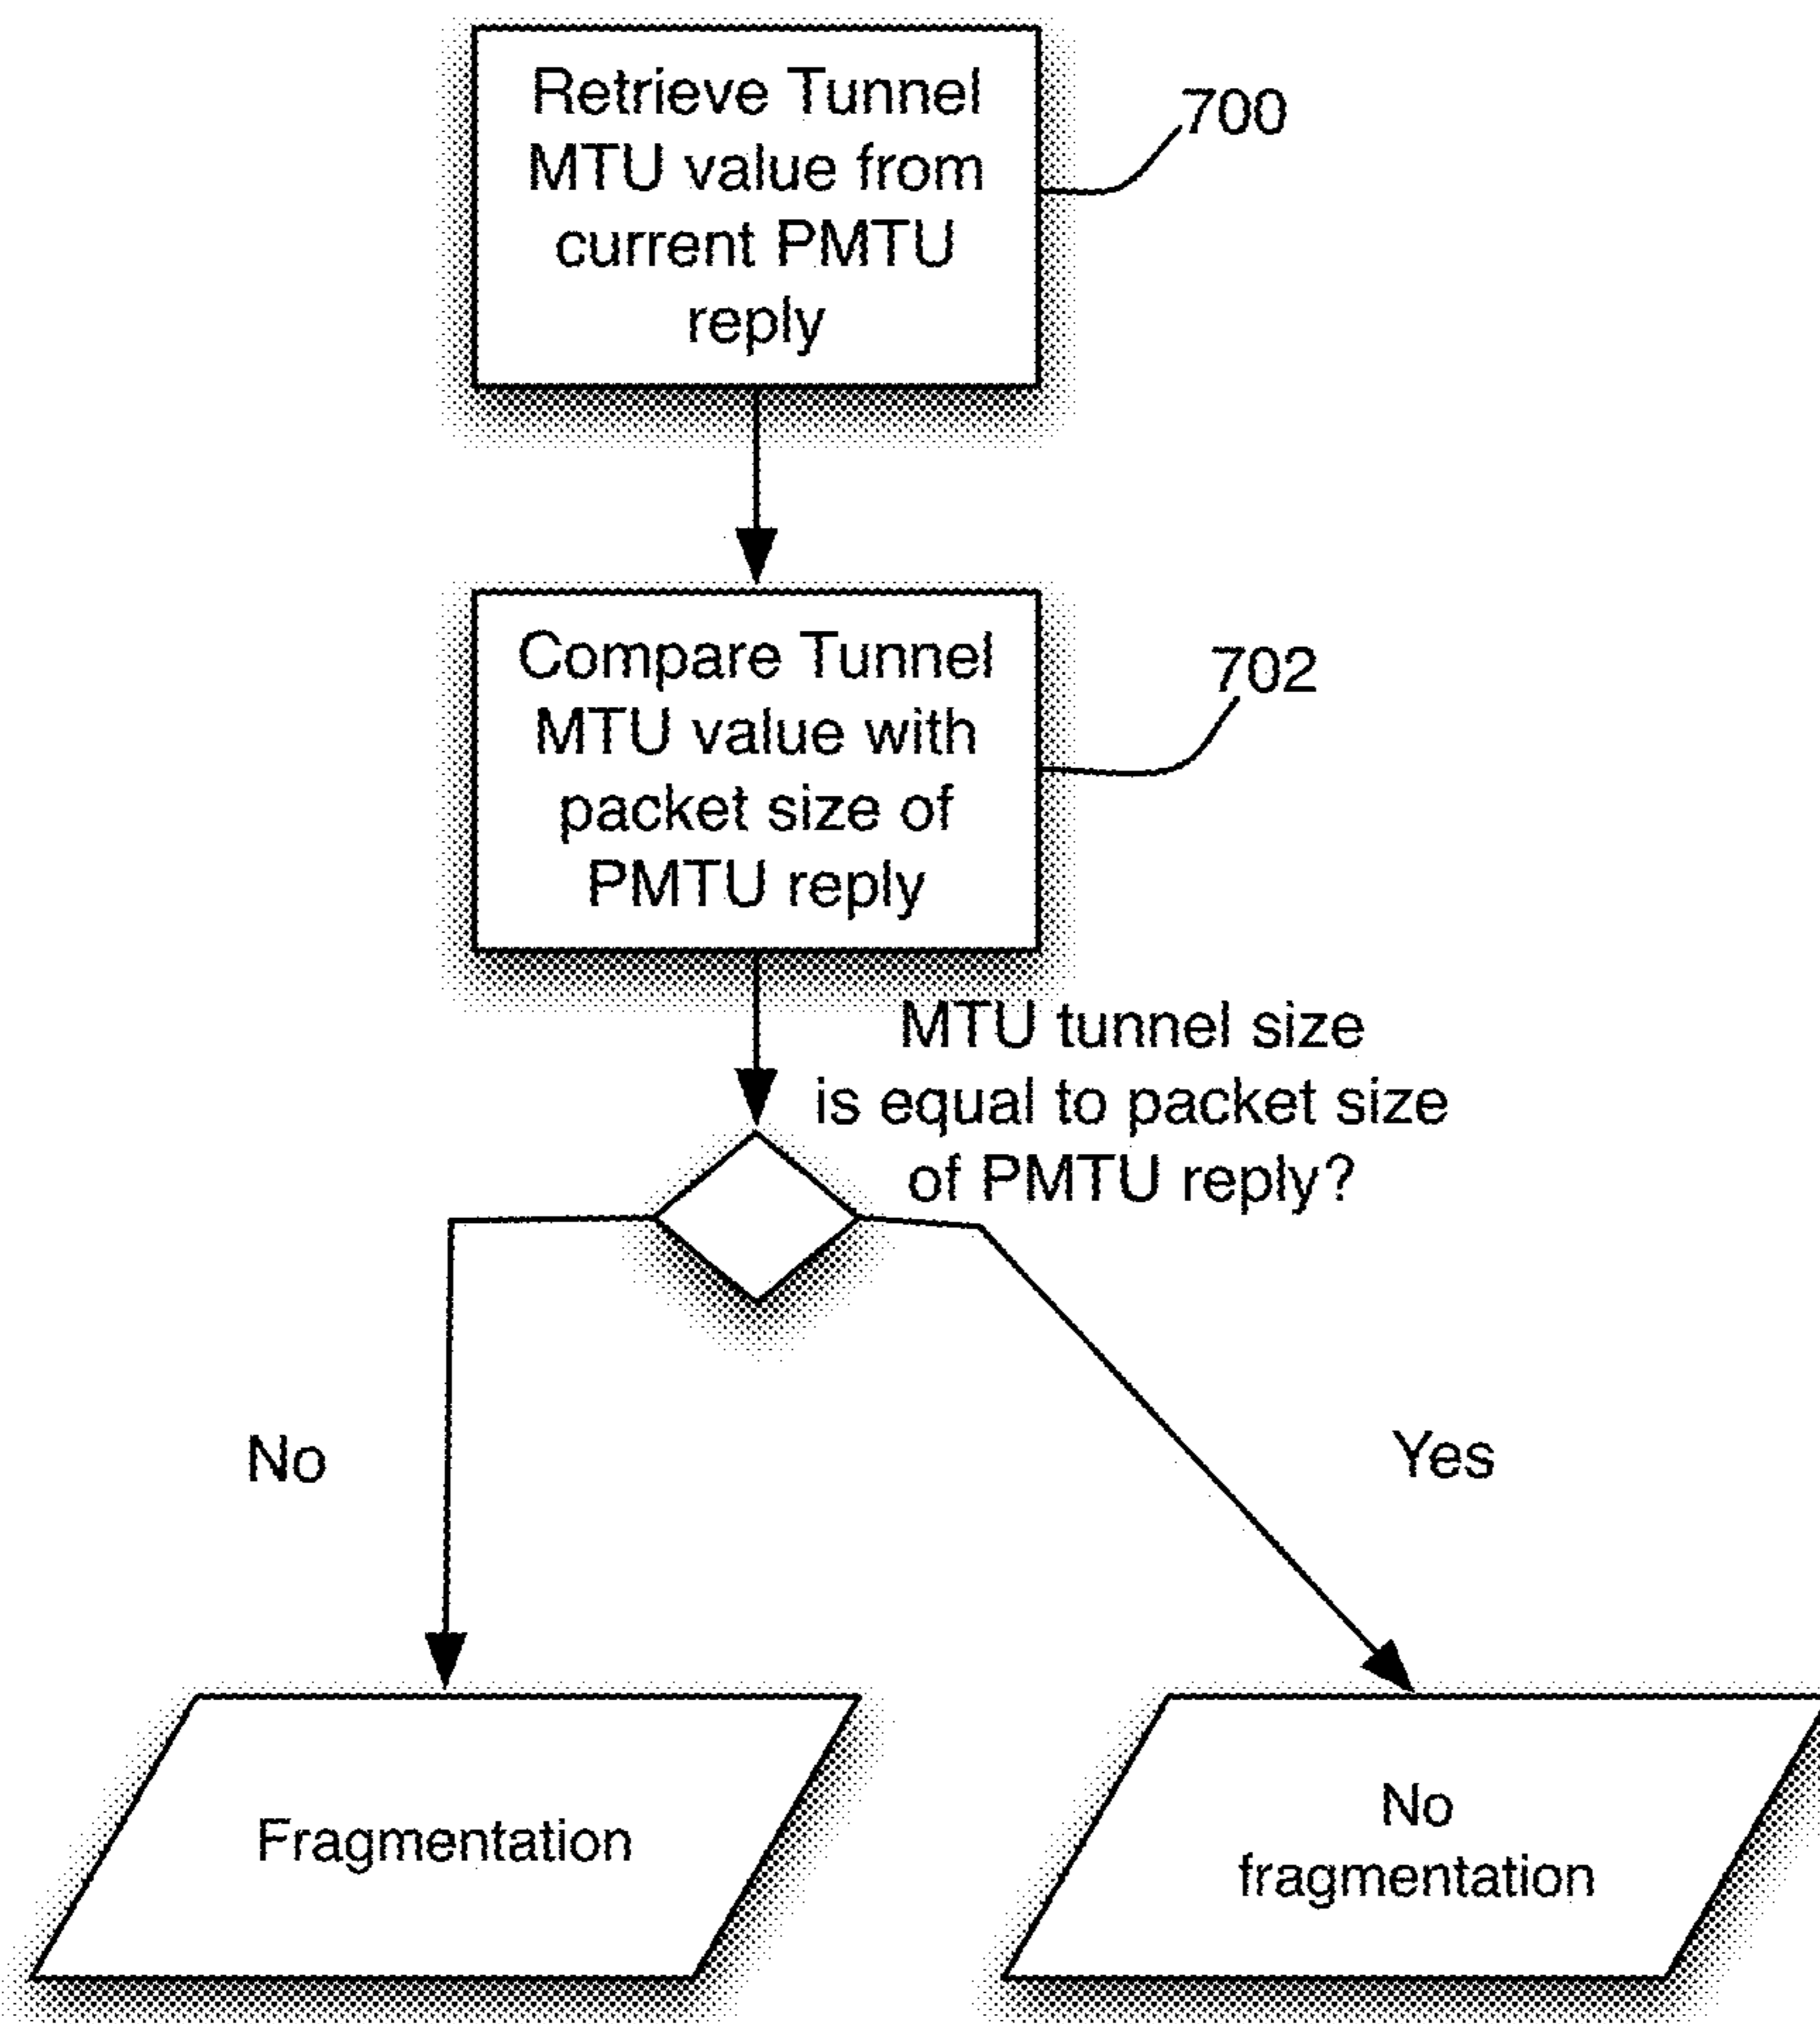 Retrieve Tunnel
MTU value from
current PMTU
reply
700
Compare Tunnel
MTU value with
packet size of
PMTU reply
702
MTU tunnel size
is equal to packet size
of PMTU reply?
No
Yes
Fragmentation
No
fragmentation